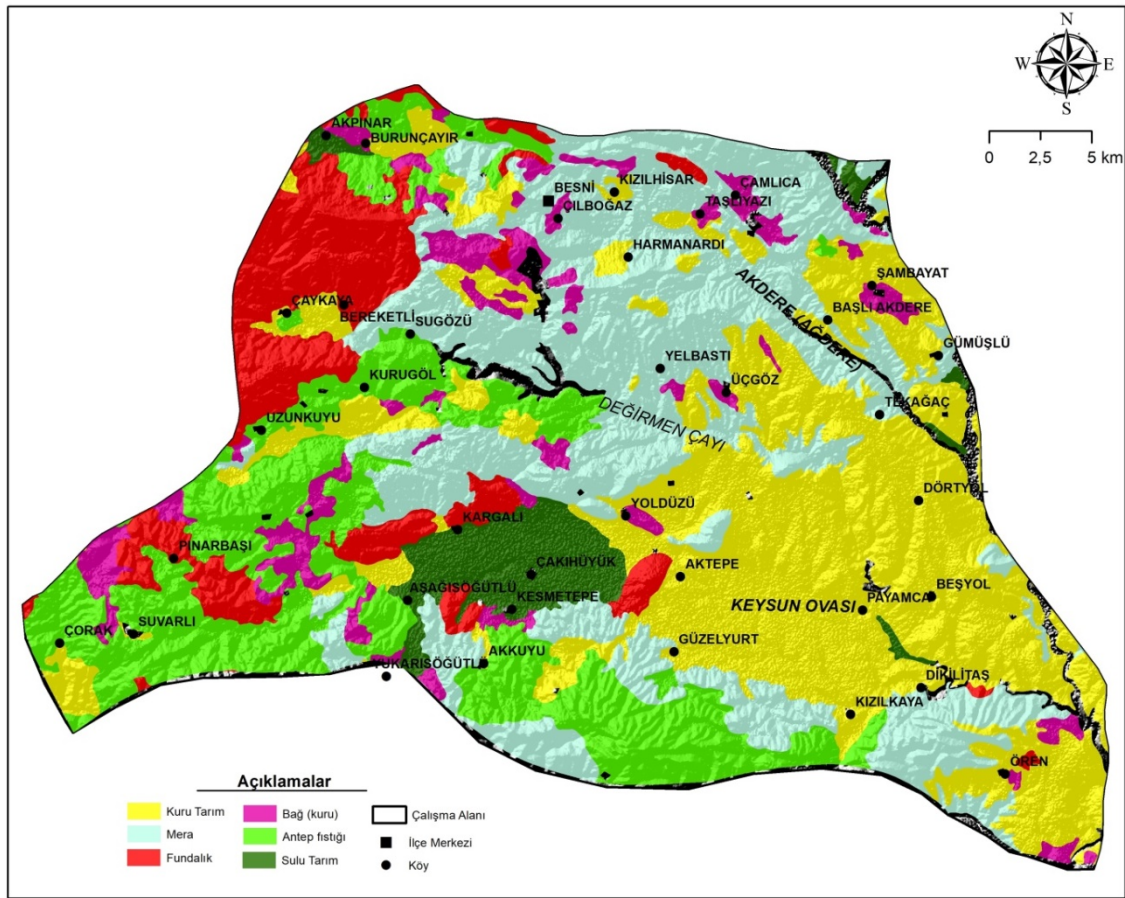 N
W E
S
0 2,5 5 km
AKPINAR
BURUNÇAYIR
BESNİ
KIZILHİSAR
ÇAMLICA
ÇILBOĞAZ
TAŞLIYAZI
HARMANARDI
AKDERE (AĞDERE)
ŞAMBAYAT
ÇAYKAYA
BEREKETLİ
SUGÖZÜ
BAŞLI AKDERE
GÜMÜŞLÜ
YELBASTI
KURUGÖL
ÜÇGÖZ
DEĞİRMEN ÇAYI
TEKAĞAÇ
UZUNKUYU
DÖRTYOL
YOLDÜZÜ
KARGALI
PINARBAŞI
ÇAKIHÜYÜK
AKTEPE
AŞAĞISÖĞÜTLÜ
KESMETEPE
KEYSUN OVASI
PAYAMCA
BEŞYOL
ÇORAK
SUVARLI
AKKUYU
GÜZELYURT
YUKARISÖĞÜTLÜ
DİKİLİTAŞ
KIZILKAYA
ÖREN
Açıklamalar
Kuru Tarım
Bağ (kuru)
Çalışma Alanı
Mera
Antep fıstığı
İlçe Merkezi
Fundalık
Sulu Tarım
Köy